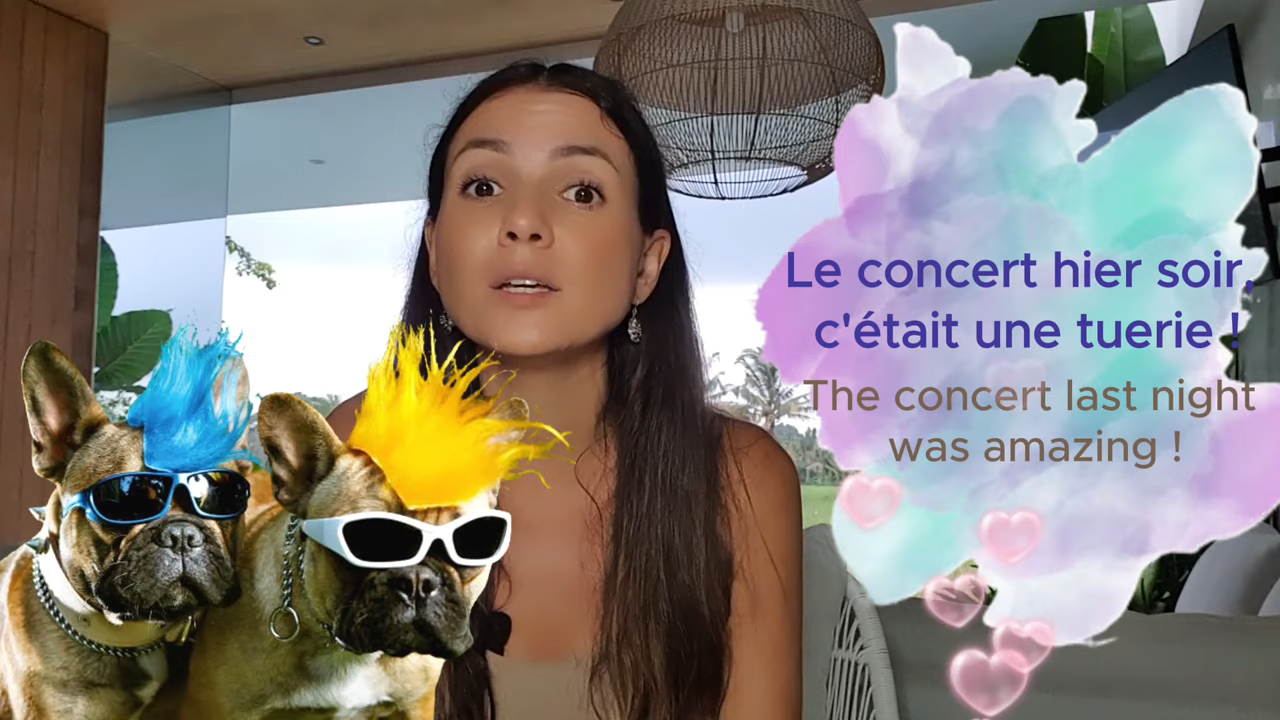 Le concert hier soir,
c'était une tuerie !
The concert last night
was amazing !